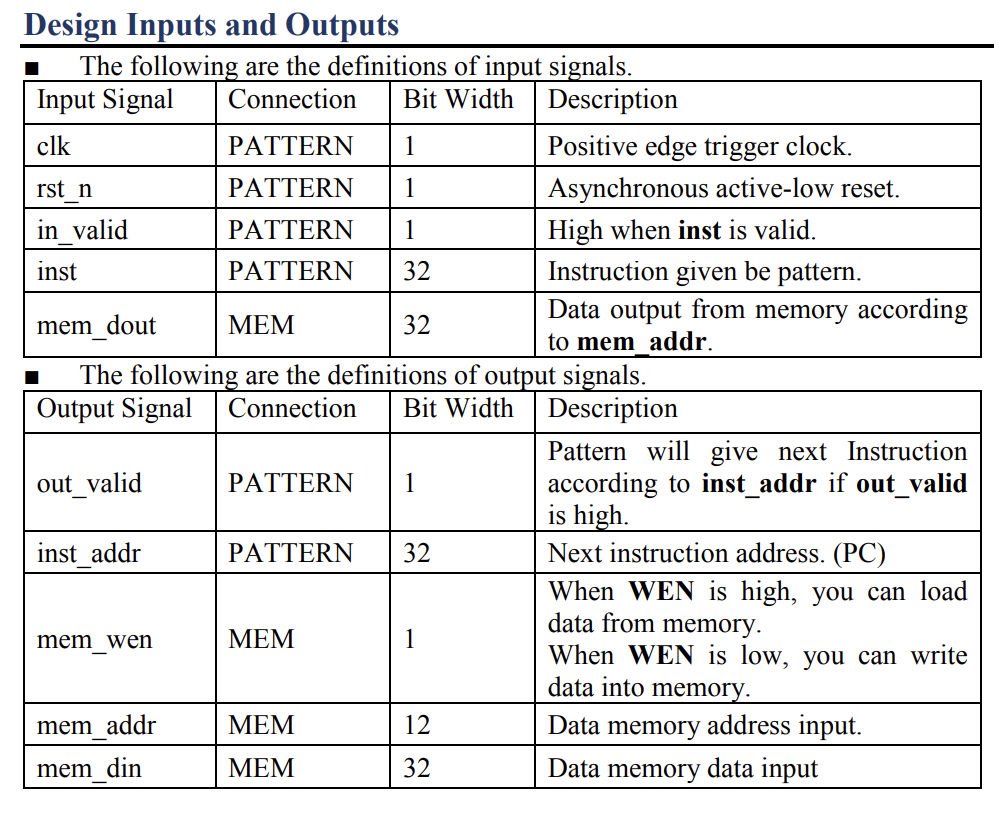 Design Inputs and Outputs
■ The following are the definitions of input signals.
Input Signal Connection Bit Width Description
clk PATTERN 1 Positive edge trigger clock.
rst_n PATTERN 1 Asynchronous active-low reset.
in_valid PATTERN 1 High when inst is valid.
inst PATTERN 32 Instruction given be pattern.
mem_dout MEM 32 Data output from memory according
to mem_addr.
■ The following are the definitions of output signals.
Output Signal Connection Bit Width Description
out_valid PATTERN 1 Pattern will give next Instruction
according to inst_addr if out_valid
is high.
inst_addr PATTERN 32 Next instruction address. (PC)
mem_wen MEM 1 When WEN is high, you can load
data from memory.
When WEN is low, you can write
data into memory.
mem_addr MEM 12 Data memory address input.
mem_din MEM 32 Data memory data input